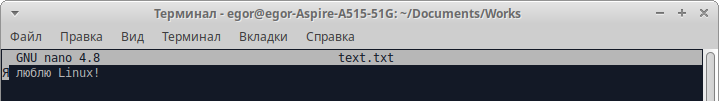 Терминал - egor@egor-Aspire-A515-51G: ~/Documents/Works
Файл Правка Вид Терминал Вкладки Справка
GNU nano 4.8 text.txt
Я люблю Linux!